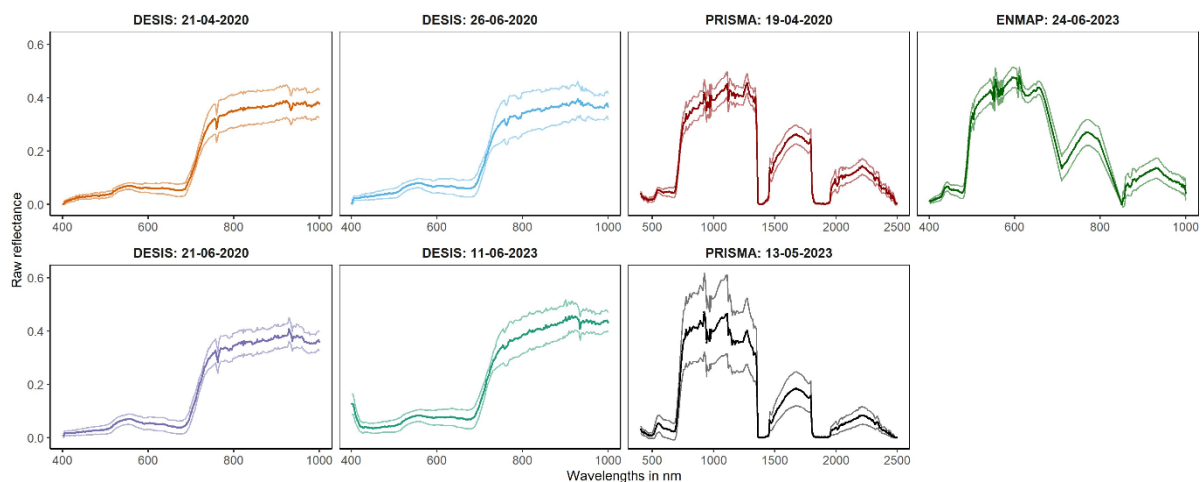 DESIS: 21-04-2020
DESIS: 26-06-2020
PRISMA: 19-04-2020
ENMAP: 24-06-2023
0.6
0.4
0.2
0.0
400 600 800 1000
400 600 800 1000
500 1000 1500 2000 2500
400 600 800 1000
Raw reflectance
DESIS: 21-06-2020
DESIS: 11-06-2023
PRISMA: 13-05-2023
0.6
0.4
0.2
0.0
400 600 800 1000
400 600 800 1000
500 1000 1500 2000 2500
Wavelengths in nm